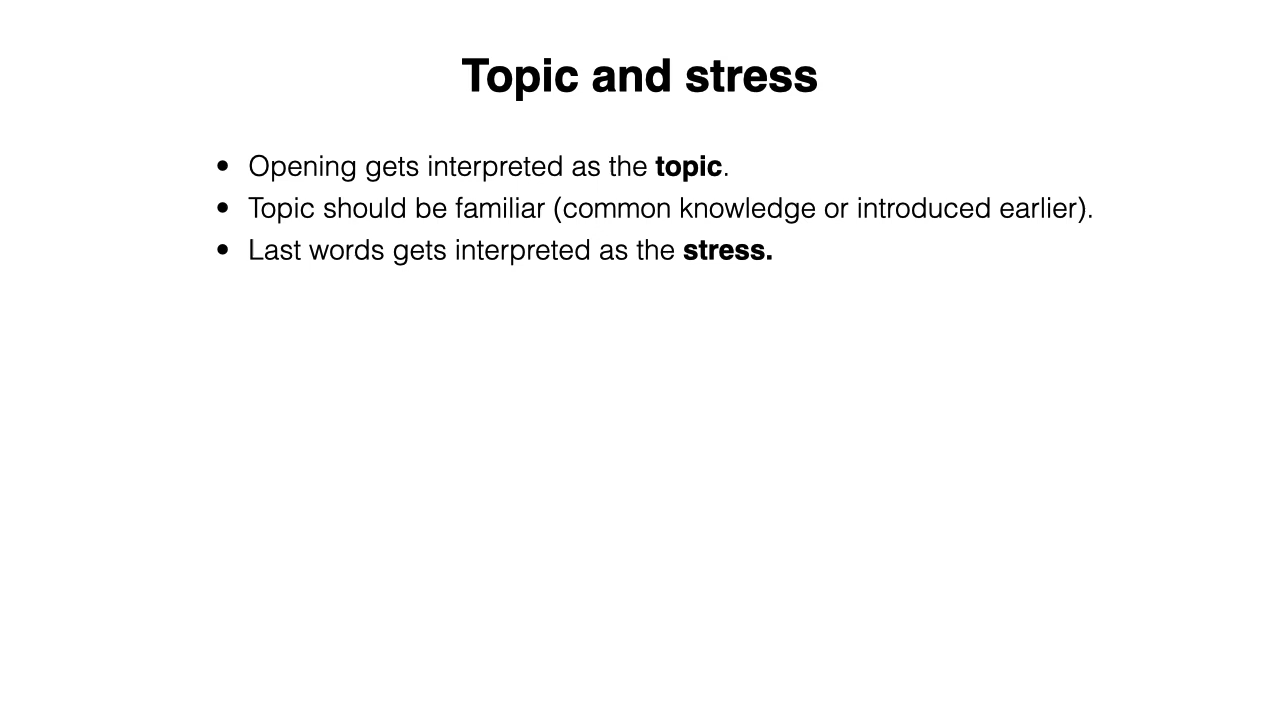 Topic and stress
• Opening gets interpreted as the topic.
• Topic should be familiar (common knowledge or introduced earlier).
• Last words gets interpreted as the stress.